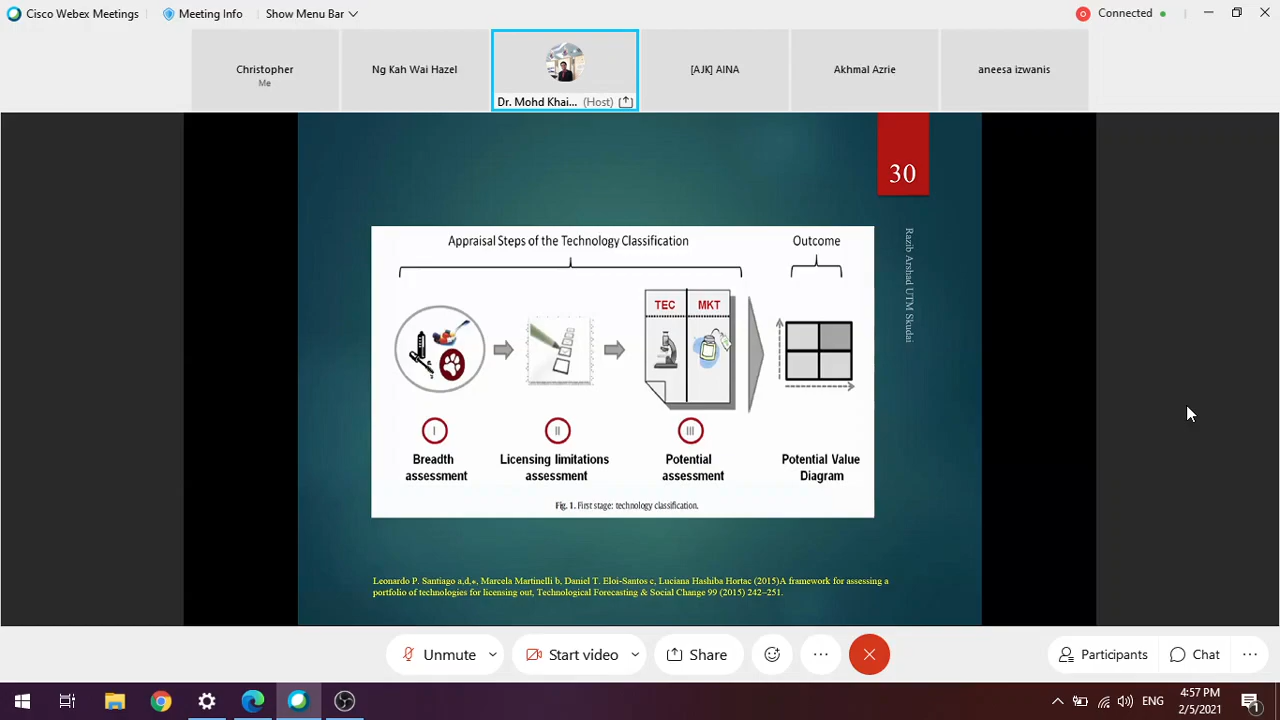 Cisco Webex Meetings
Meeting Info
Show Menu Bar
Connected
Christopher
Me
Ng Kah Wai Hazel
Dr. Mohd Khai... (Host)
[AJK] AINA
Akhmal Azrie
aneesa izwanis
30
Razib Arshad UTM Skudai
Appraisal Steps of the Technology Classification
Outcome
TEC
MKT
I
II
III
Breadth
assessment
Licensing limitations
assessment
Potential
assessment
Potential Value
Diagram
Fig. 1. First stage: technology classification.
Leonardo P. Santiago a,d,⁎, Marcela Martinelli b, Daniel T. Eloi-Santos c, Luciana Hashiba Hortac (2015)A framework for assessing a
portfolio of technologies for licensing out, Technological Forecasting & Social Change 99 (2015) 242–251.
Unmute
Start video
Share
Participants
Chat
ENG
4:57 PM
2/5/2021
1